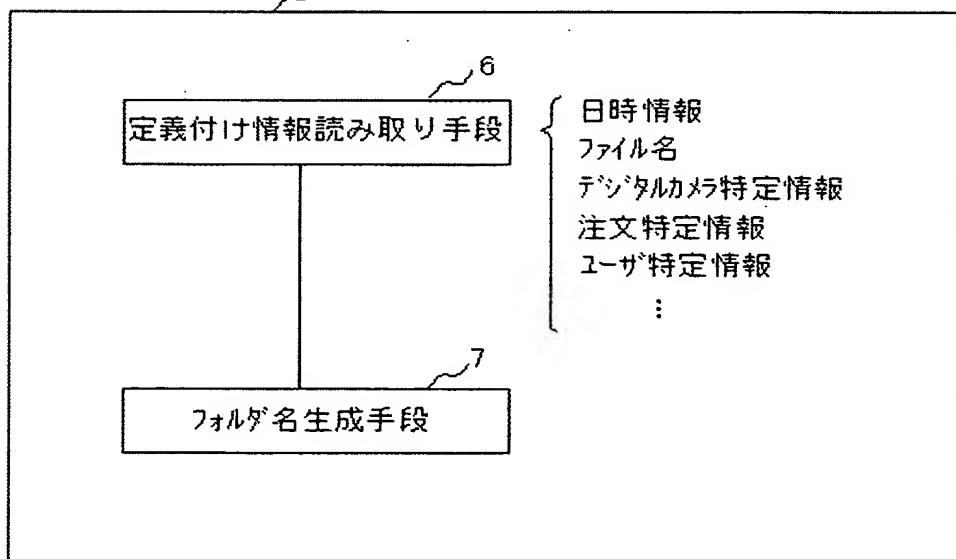 6
定義付け情報読み取り手段
日時情報
ファイル名
デジタルカメラ特定情報
注文特定情報
ユーザ特定情報
⋮
7
フォルダ名生成手段